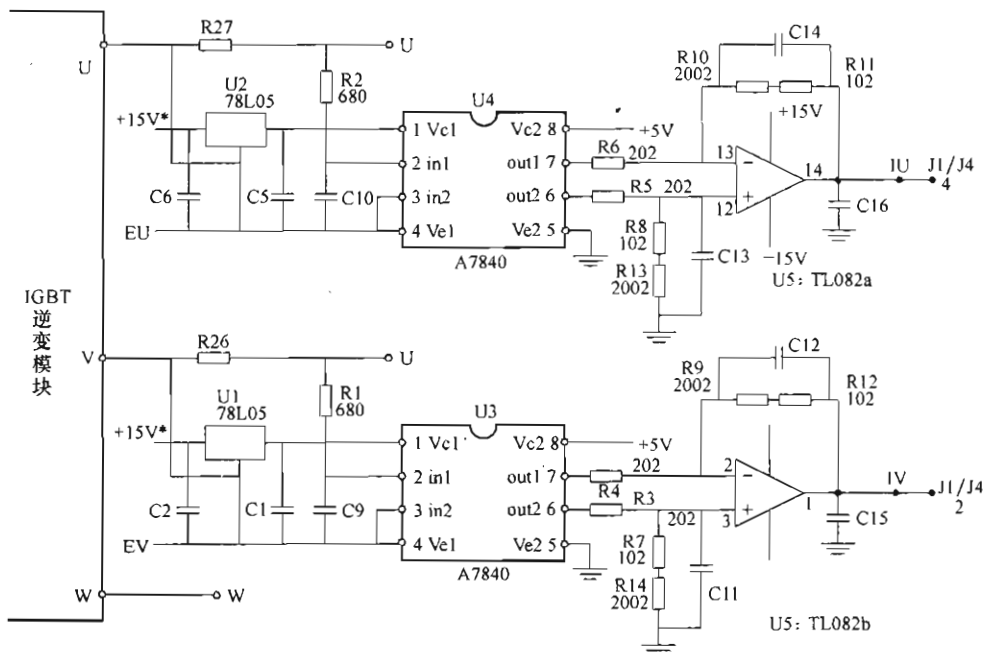 R27
U
U
R2
680
U2
78L05
+15V*
C6
C5
C10
EU
U4
1 Vc1
2 in1
3 in2
4 Ve1
Vc2 8
out1 7
out2 6
Ve2 5
A7840
+5V
R6
202
R5
202
R8
102
R13
2002
C13
C14
R10
2002
R11
102
+15V
13
−
+
12
14
−15V
U5: TL082a
C16
IU
J1/J4
4
IGBT
逆变模块
R26
V
U
R1
680
U1
78L05
+15V*
C2
C1
C9
EV
U3
1 Vc1
2 in1
3 in2
4 Ve1
Vc2 8
out1 7
out2 6
Ve2 5
A7840
+5V
202
R4
R3
202
R7
102
R14
2002
C11
C12
R9
2002
R12
102
2
−
+
3
1
C15
IV
J1/J4
2
U5: TL082b
W
W